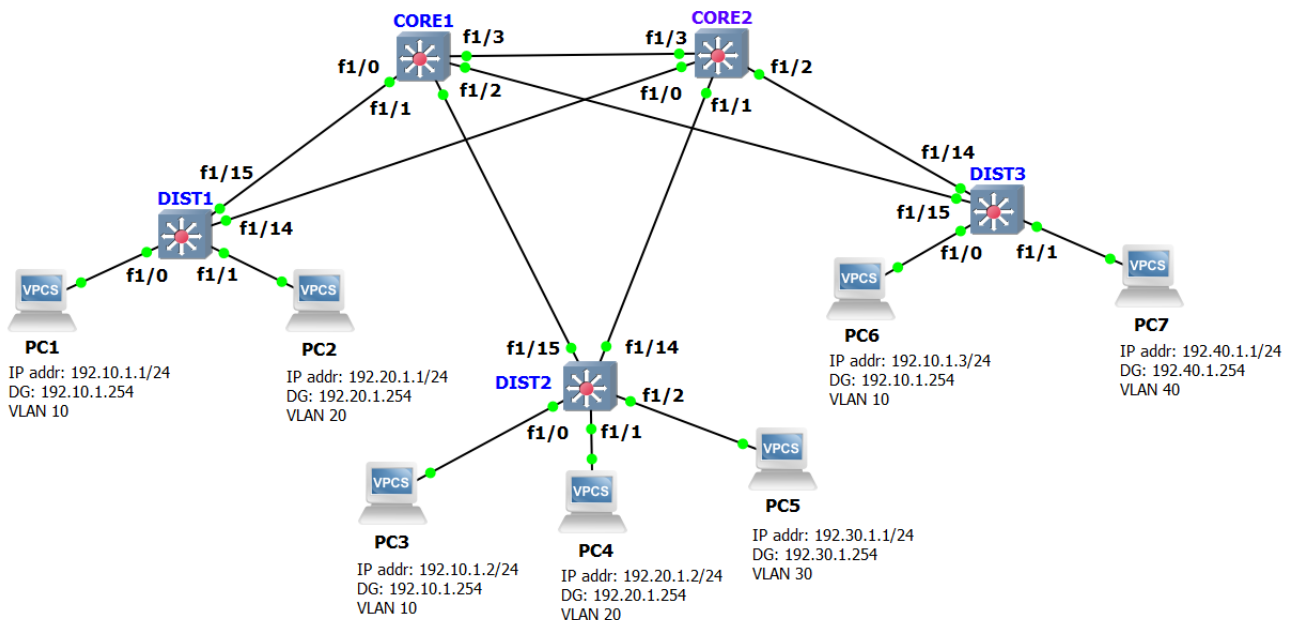 CORE1
CORE2
f1/3
f1/3
f1/0
f1/2
f1/2
f1/1
f1/0
f1/1
f1/15
f1/14
DIST1
DIST3
f1/14
f1/15
f1/0
f1/1
f1/0
f1/1
VPCS
VPCS
VPCS
VPCS
PC1
IP addr: 192.10.1.1/24
DG: 192.10.1.254
VLAN 10
PC2
IP addr: 192.20.1.1/24
DG: 192.20.1.254
VLAN 20
PC6
IP addr: 192.10.1.3/24
DG: 192.10.1.254
VLAN 10
PC7
IP addr: 192.40.1.1/24
DG: 192.40.1.254
VLAN 40
f1/15
f1/14
DIST2
f1/2
f1/0
f1/1
VPCS
VPCS
VPCS
PC3
IP addr: 192.10.1.2/24
DG: 192.10.1.254
VLAN 10
PC4
IP addr: 192.20.1.2/24
DG: 192.20.1.254
VLAN 20
PC5
IP addr: 192.30.1.1/24
DG: 192.30.1.254
VLAN 30